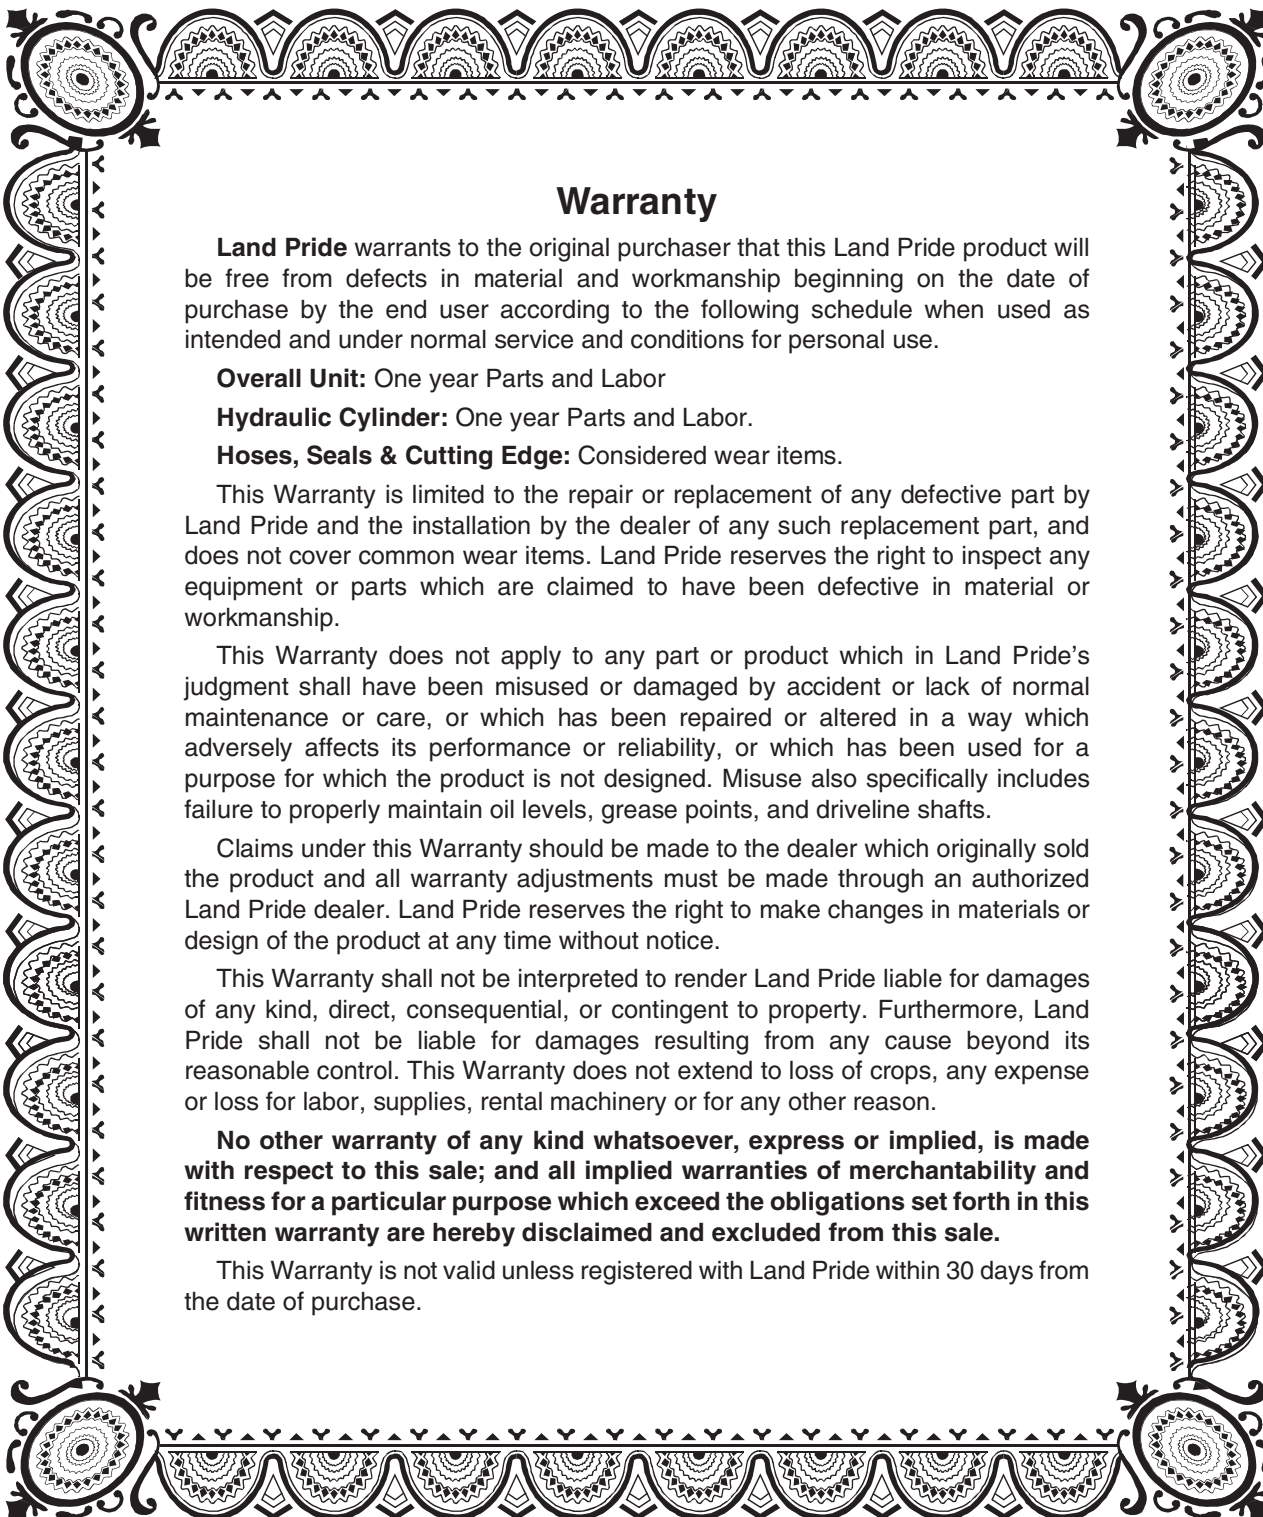 Warranty
Land Pride warrants to the original purchaser that this Land Pride product will
be free from defects in material and workmanship beginning on the date of
purchase by the end user according to the following schedule when used as
intended and under normal service and conditions for personal use.
Overall Unit: One year Parts and Labor
Hydraulic Cylinder: One year Parts and Labor.
Hoses, Seals & Cutting Edge: Considered wear items.
This Warranty is limited to the repair or replacement of any defective part by
Land Pride and the installation by the dealer of any such replacement part, and
does not cover common wear items. Land Pride reserves the right to inspect any
equipment or parts which are claimed to have been defective in material or
workmanship.
This Warranty does not apply to any part or product which in Land Pride’s
judgment shall have been misused or damaged by accident or lack of normal
maintenance or care, or which has been repaired or altered in a way which
adversely affects its performance or reliability, or which has been used for a
purpose for which the product is not designed. Misuse also specifically includes
failure to properly maintain oil levels, grease points, and driveline shafts.
Claims under this Warranty should be made to the dealer which originally sold
the product and all warranty adjustments must be made through an authorized
Land Pride dealer. Land Pride reserves the right to make changes in materials or
design of the product at any time without notice.
This Warranty shall not be interpreted to render Land Pride liable for damages
of any kind, direct, consequential, or contingent to property. Furthermore, Land
Pride shall not be liable for damages resulting from any cause beyond its
reasonable control. This Warranty does not extend to loss of crops, any expense
or loss for labor, supplies, rental machinery or for any other reason.
No other warranty of any kind whatsoever, express or implied, is made
with respect to this sale; and all implied warranties of merchantability and
fitness for a particular purpose which exceed the obligations set forth in this
written warranty are hereby disclaimed and excluded from this sale.
This Warranty is not valid unless registered with Land Pride within 30 days from
the date of purchase.